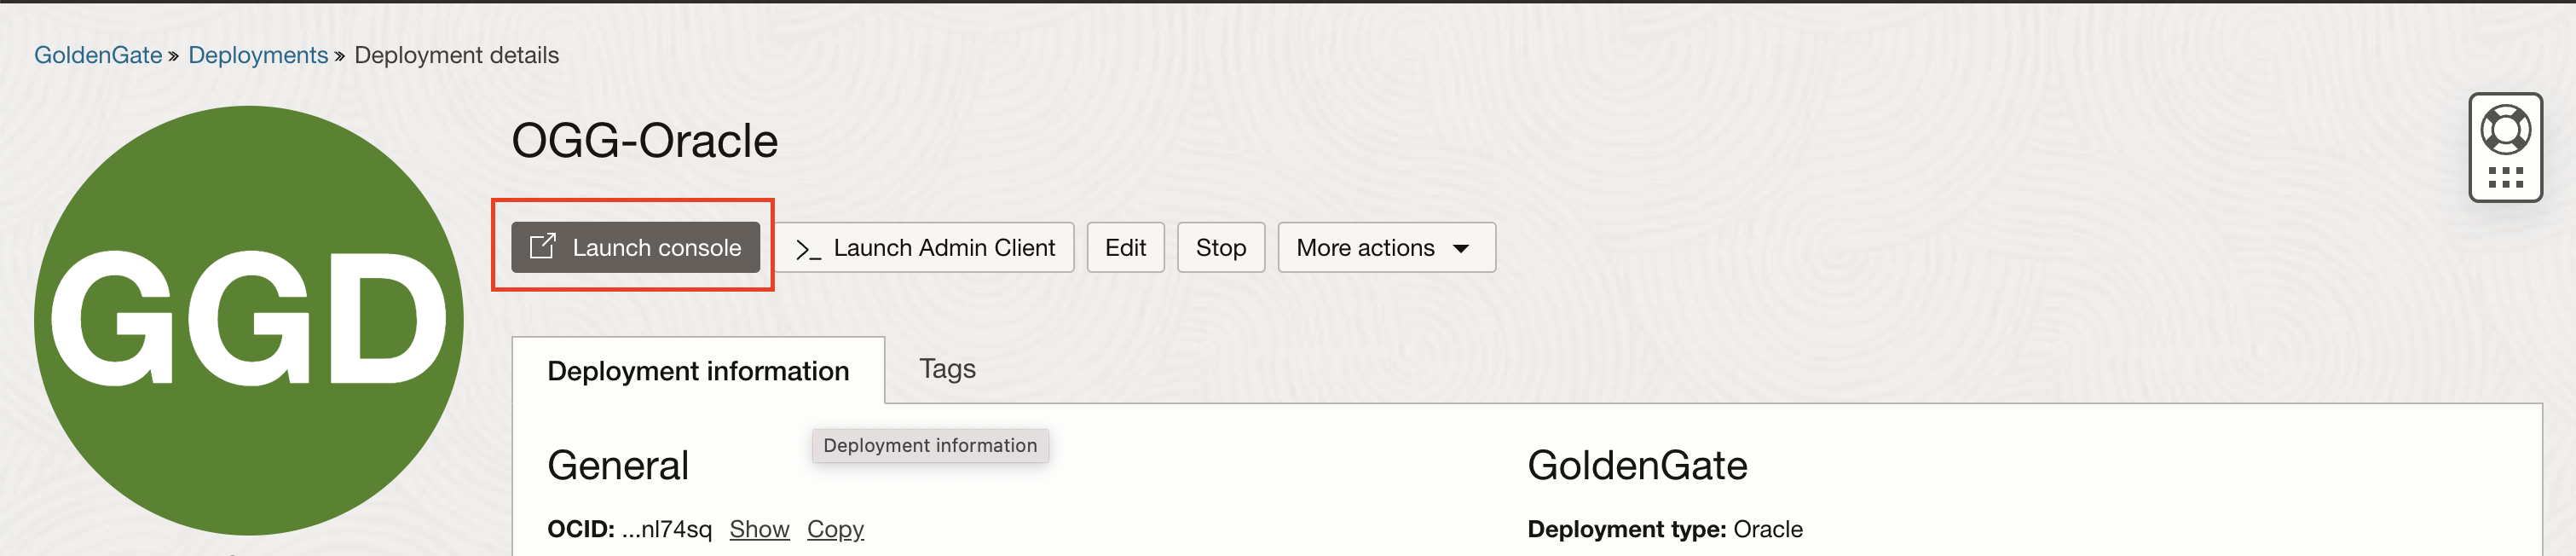 GoldenGate » Deployments » Deployment details
GGD
OGG-Oracle
Launch console
>_ Launch Admin Client
Edit
Stop
More actions
Deployment information
Tags
Deployment information
General
OCID: ...nl74sq Show Copy
GoldenGate
Deployment type: Oracle